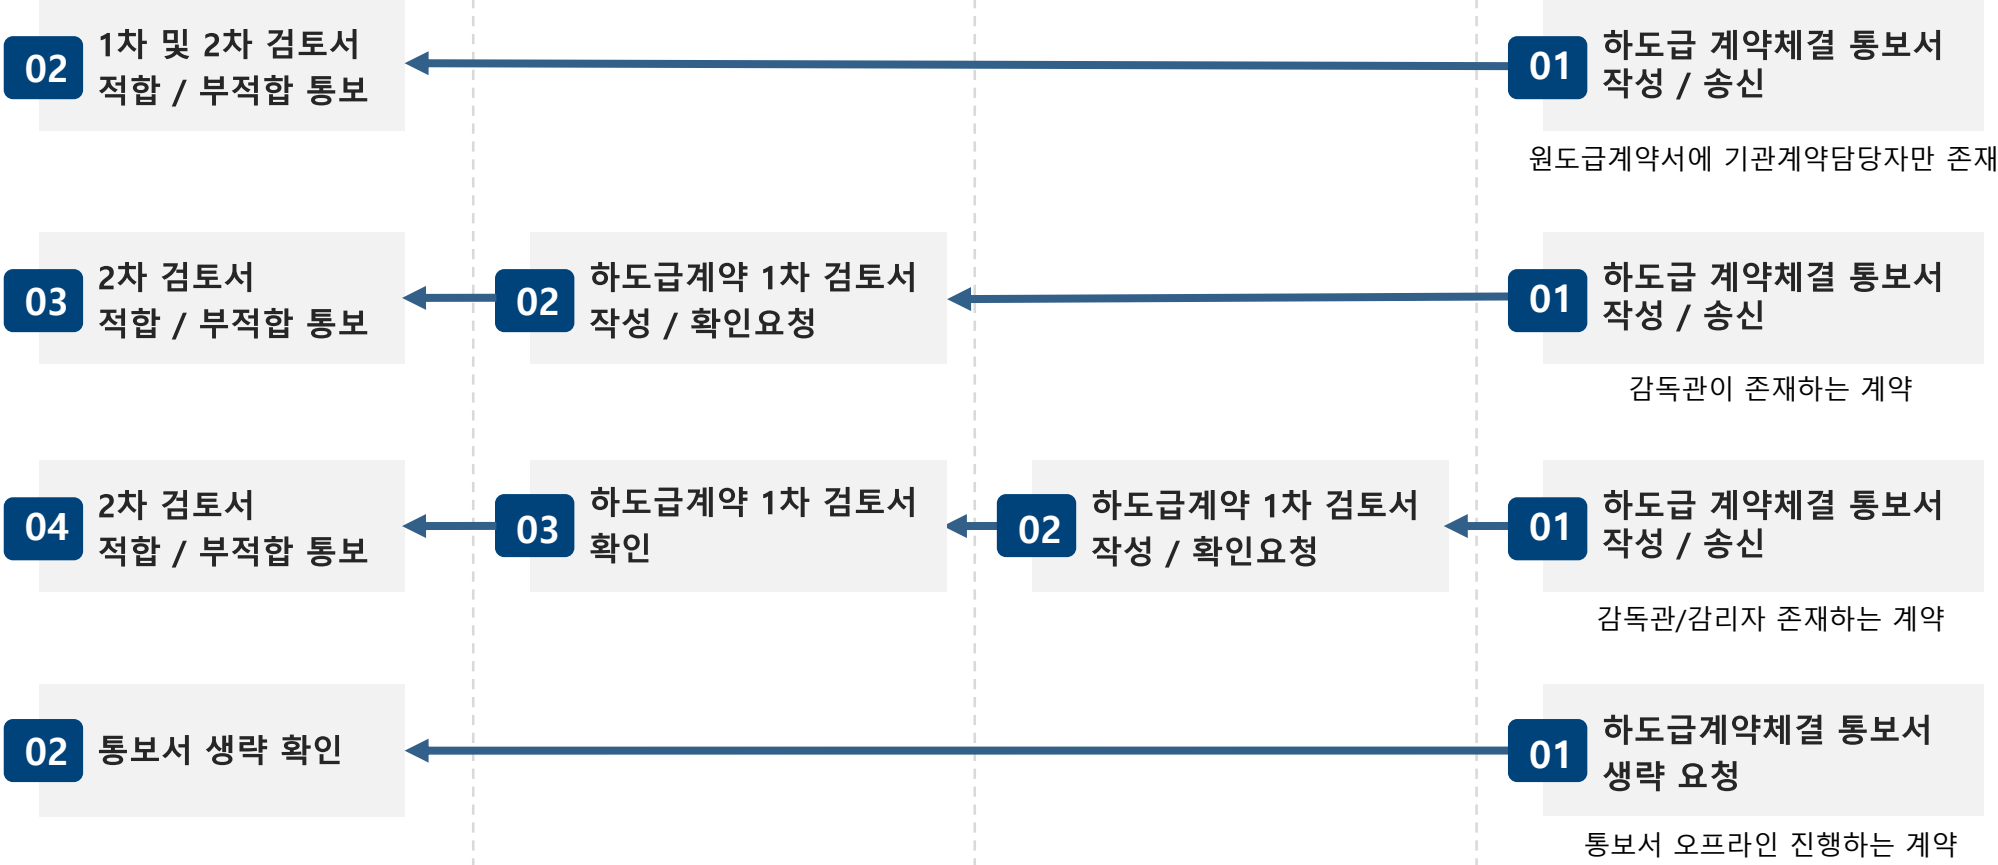 02
1차 및 2차 검토서
적합 / 부적합 통보
01
하도급 계약체결 통보서
작성 / 송신
원도급계약서에 기관계약담당자만 존재
03
2차 검토서
적합 / 부적합 통보
02
하도급계약 1차 검토서
작성 / 확인요청
01
하도급 계약체결 통보서
작성 / 송신
감독관이 존재하는 계약
04
2차 검토서
적합 / 부적합 통보
03
하도급계약 1차 검토서
확인
02
하도급계약 1차 검토서
작성 / 확인요청
01
하도급 계약체결 통보서
작성 / 송신
감독관/감리자 존재하는 계약
02
통보서 생략 확인
01
하도급계약체결 통보서
생략 요청
통보서 오프라인 진행하는 계약